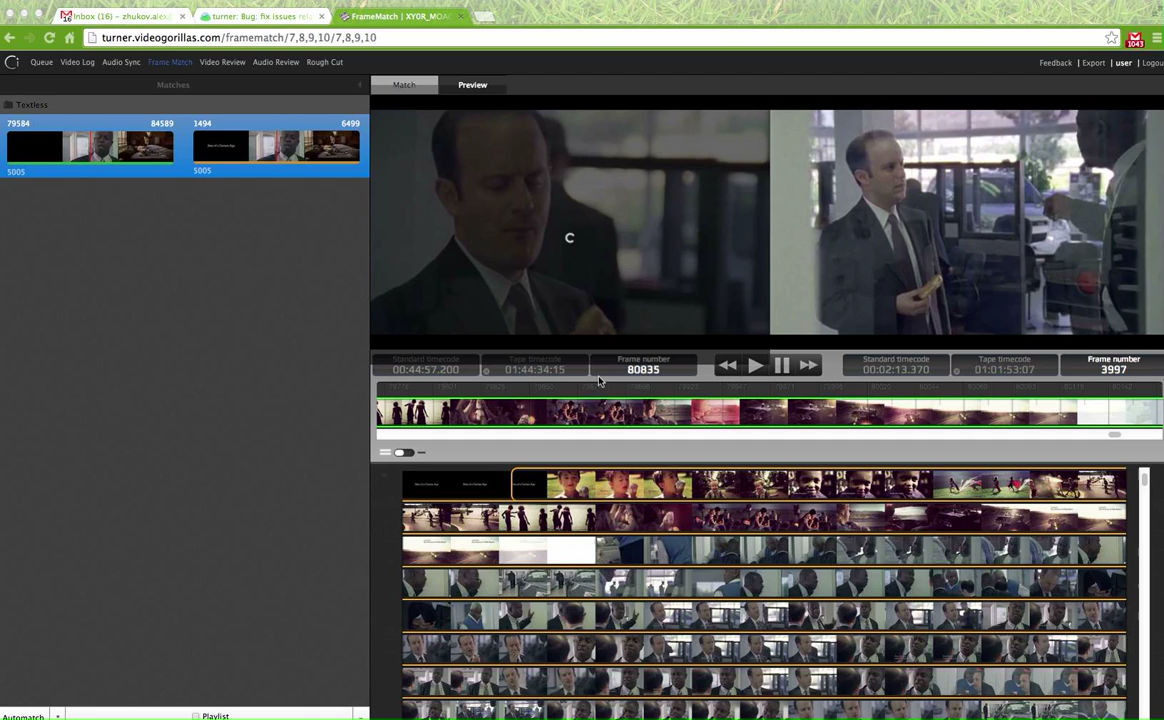 Inbox (16) – zhukov.alex
turner: Bug: fix issues rela
FrameMatch | XY0R_MOA
turner.videogorillas.com/framematch/7,8,9,10/7,8,9,10
1043
Queue Video Log Audio Sync Frame Match Video Review Audio Review Rough Cut
Feedback | Export | user | Logou
Matches
Match Preview
Textless
79584 84589 1494 6499
5005 5005
Standard timecode Tape timecode Frame number
00:44:57.200 01:44:34:15 80835
Standard timecode Tape timecode Frame number
00:02:13.370 01:01:53:07 3997
Automatch
Playlist